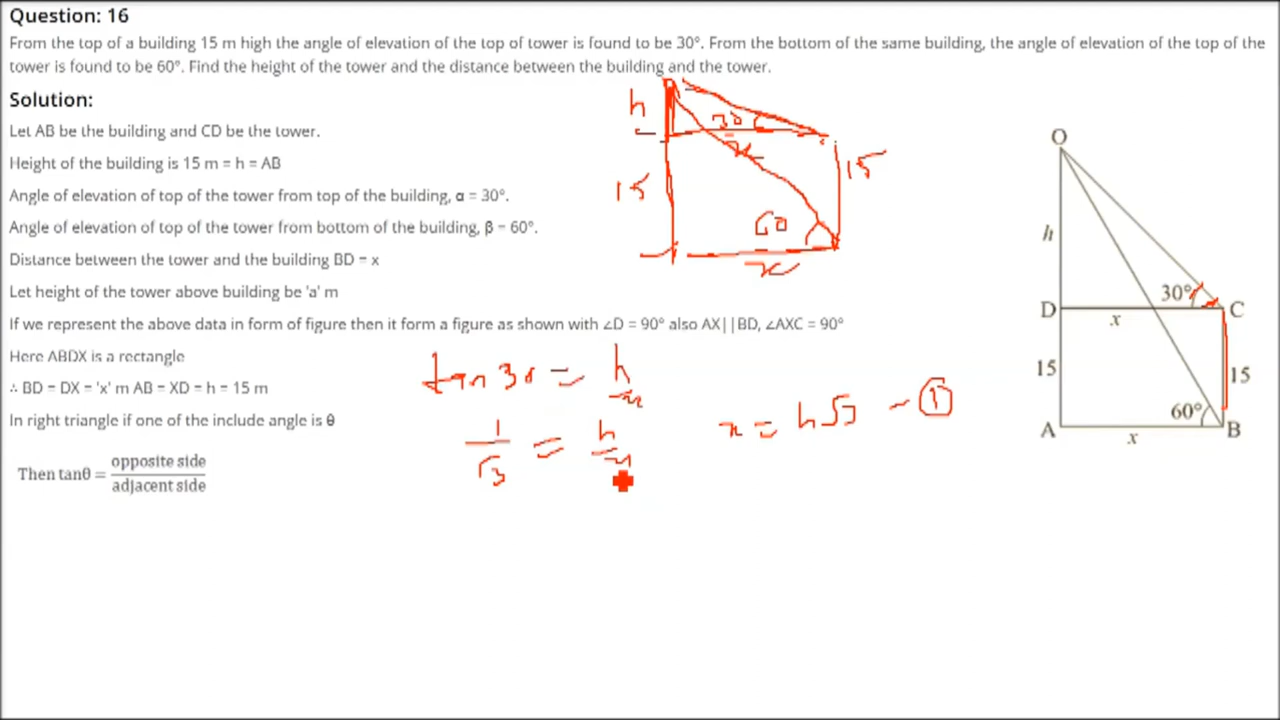 Question: 16
From the top of a building 15 m high the angle of elevation of the top of tower is found to be 30°. From the bottom of the same building, the angle of elevation of the top of the
tower is found to be 60°. Find the height of the tower and the distance between the building and the tower.
Solution:
Let AB be the building and CD be the tower.
Height of the building is 15 m = h = AB
Angle of elevation of top of the tower from top of the building, α = 30°.
Angle of elevation of top of the tower from bottom of the building, β − 60°.
Distance between the tower and the building BD = x
Let height of the tower above building be 'a' m
If we represent the above data in form of figure then it form a figure as shown with ∠D = 90° also AX||BD, ∠AXC = 90°
Here ABDX is a rectangle
∴ BD = DX = 'x' m AB = XD = h = 15 m
In right triangle if one of the include angle is θ
Then tanθ = opposite side / adjacent side
h
30
x
15
15
60
x
tan 30 = h/x
1/√3 = h/x
x = h√3 - ①
O
h
30°
D
C
x
15
15
60°
A
B
x